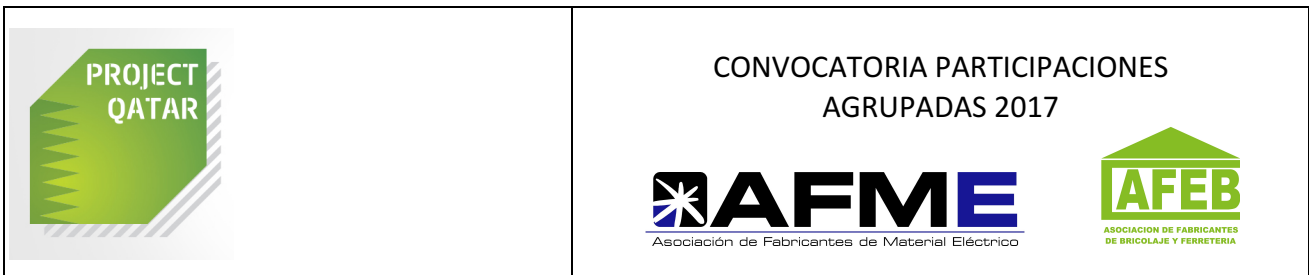 PROJECT
QATAR
CONVOCATORIA PARTICIPACIONES
AGRUPADAS 2017
AFME
Asociación de Fabricantes de Material Eléctrico
AFEB
ASOCIACION DE FABRICANTES
DE BRICOLAJE Y FERRETERIA